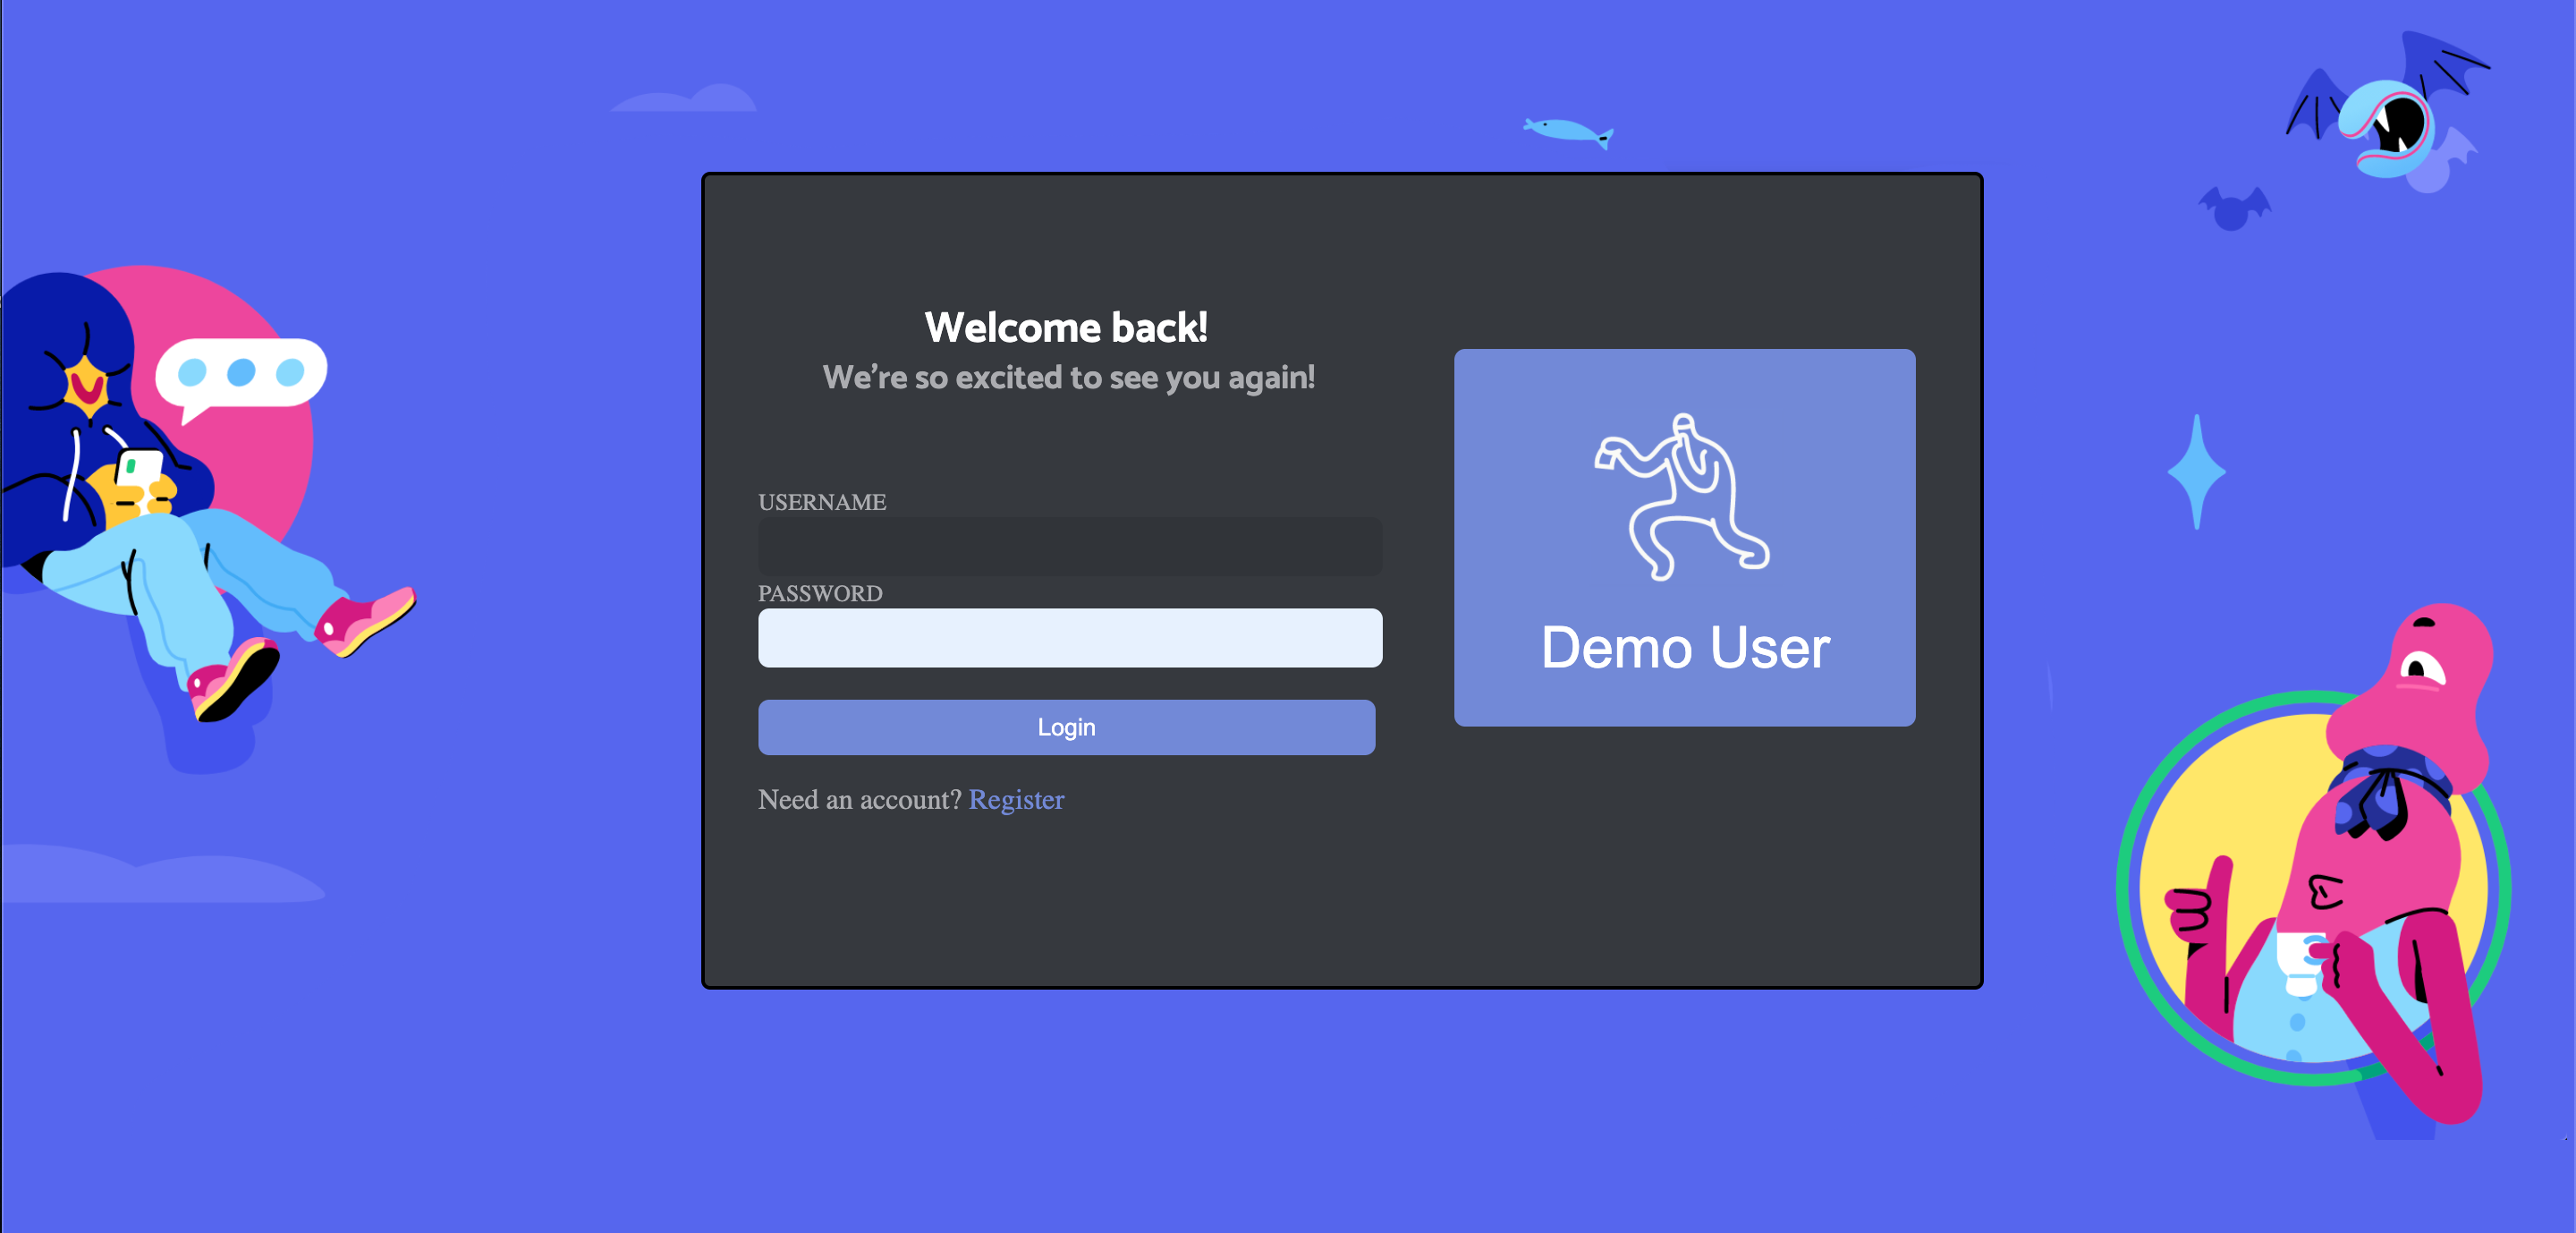 Welcome back!
We're so excited to see you again!
USERNAME
PASSWORD
Login
Need an account? Register
Demo User